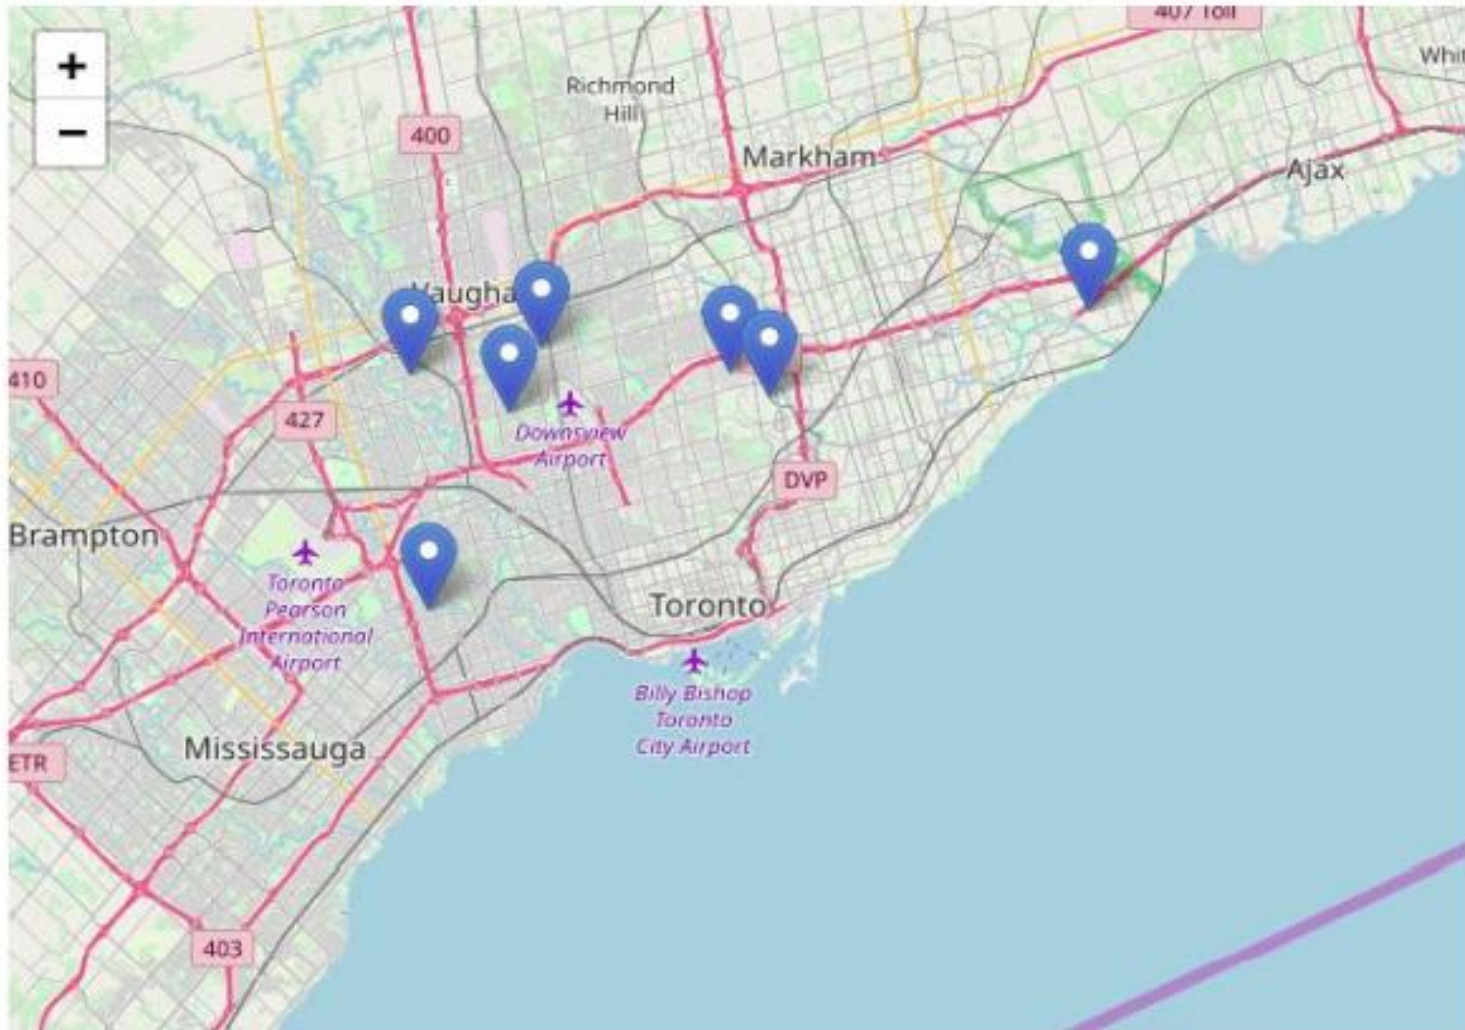 407 Toll
+
Whit
Richmond
Hill
400
−
Markham
Ajax
Vaugha
410
427
Downsview
Airport
DVP
Brampton
Toronto
Pearson
International
Airport
Toronto
Billy Bishop
Toronto
City Airport
Mississauga
ETR
403